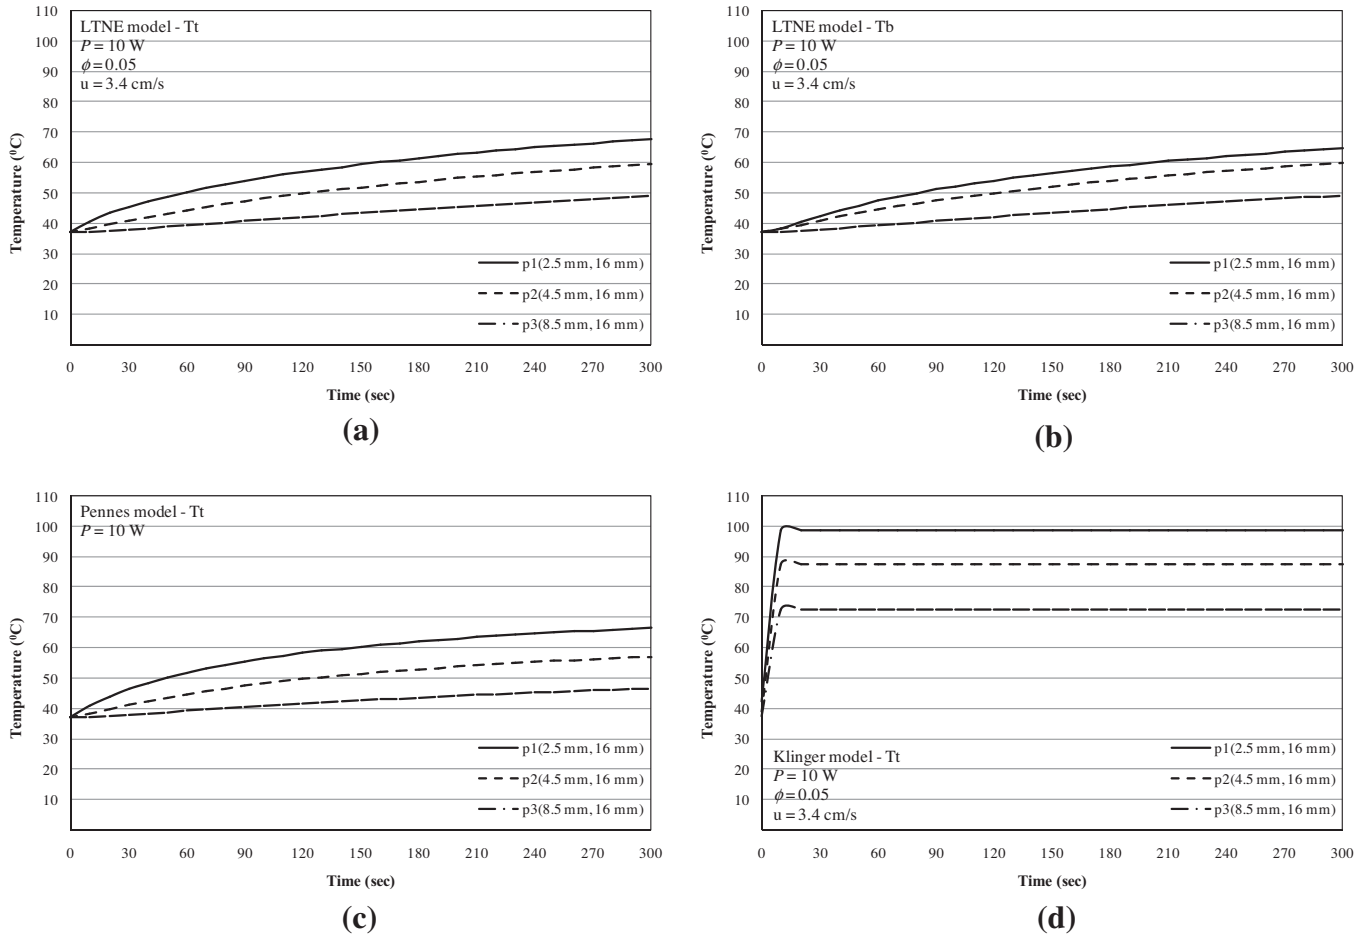 110
100
90
80
70
60
50
40
30
20
10
Temperature (⁰C)
LTNE model - Tt
P = 10 W
ϕ = 0.05
u = 3.4 cm/s
p1(2.5 mm, 16 mm)
p2(4.5 mm, 16 mm)
p3(8.5 mm, 16 mm)
0 30 60 90 120 150 180 210 240 270 300
Time (sec)
(a)
110
100
90
80
70
60
50
40
30
20
10
Temperature (⁰C)
LTNE model - Tb
P = 10 W
ϕ = 0.05
u = 3.4 cm/s
p1(2.5 mm, 16 mm)
p2(4.5 mm, 16 mm)
p3(8.5 mm, 16 mm)
0 30 60 90 120 150 180 210 240 270 300
Time (sec)
(b)
110
100
90
80
70
60
50
40
30
20
10
Temperature (⁰C)
Pennes model - Tt
P = 10 W
p1(2.5 mm, 16 mm)
p2(4.5 mm, 16 mm)
p3(8.5 mm, 16 mm)
0 30 60 90 120 150 180 210 240 270 300
Time (sec)
(c)
110
100
90
80
70
60
50
40
30
20
10
Temperature (⁰C)
Klinger model - Tt
P = 10 W
ϕ = 0.05
u = 3.4 cm/s
p1(2.5 mm, 16 mm)
p2(4.5 mm, 16 mm)
p3(8.5 mm, 16 mm)
0 30 60 90 120 150 180 210 240 270 300
Time (sec)
(d)